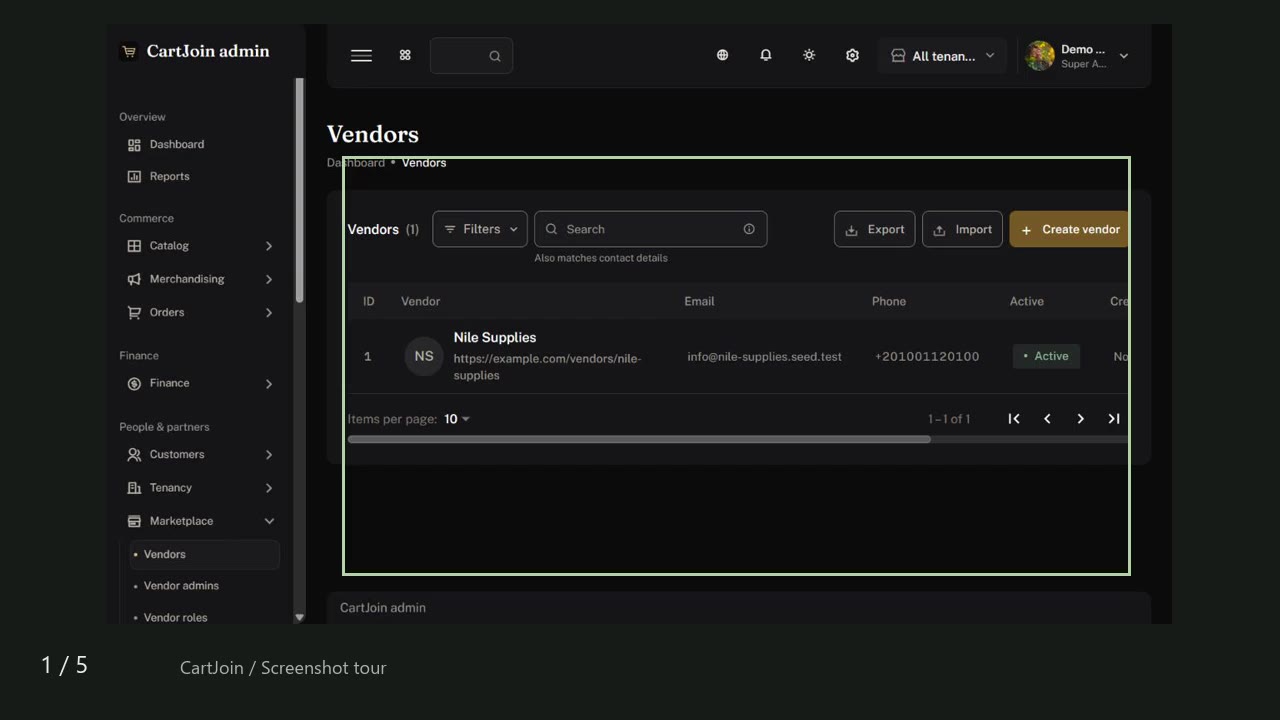 CartJoin admin
All tenan...
Demo ...
Super A...
Overview
Dashboard
Reports
Commerce
Catalog
Merchandising
Orders
Finance
Finance
People & partners
Customers
Tenancy
Marketplace
Vendors
Vendor admins
Vendor roles
Vendors
Dashboard • Vendors
Vendors (1)
Filters
Search
Export
Import
+ Create vendor
Also matches contact details
ID Vendor Email Phone Active Cre
1 NS Nile Supplies
https://example.com/vendors/nile-
supplies
info@nile-supplies.seed.test +201001120100 • Active No
Items per page: 10 1–1 of 1
CartJoin admin
1 / 5 CartJoin / Screenshot tour